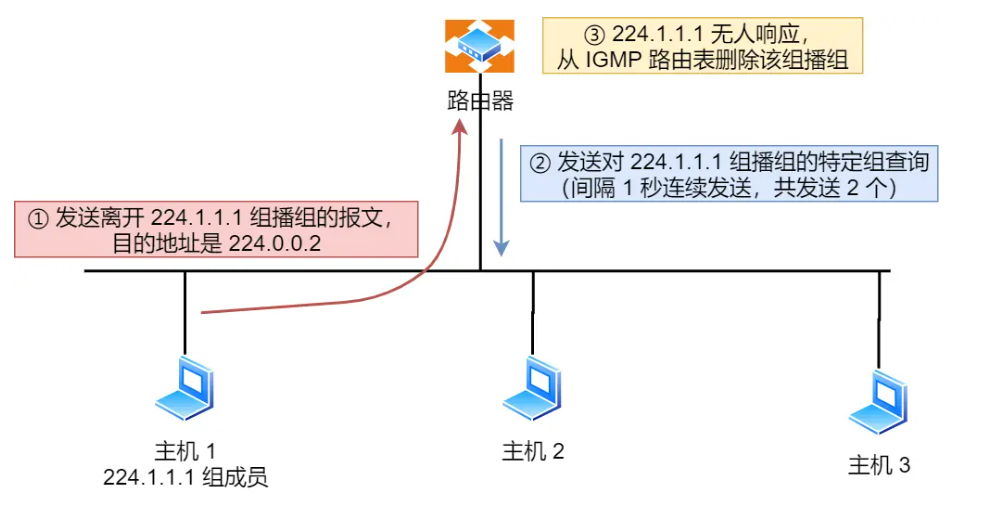 ③ 224.1.1.1 无人响应，
从 IGMP 路由表删除该组播组
路由器
② 发送对 224.1.1.1 组播组的特定组查询
（间隔 1 秒连续发送，共发送 2 个）
① 发送离开 224.1.1.1 组播组的报文，
目的地址是 224.0.0.2
主机 1
224.1.1.1 组成员
主机 2
主机 3